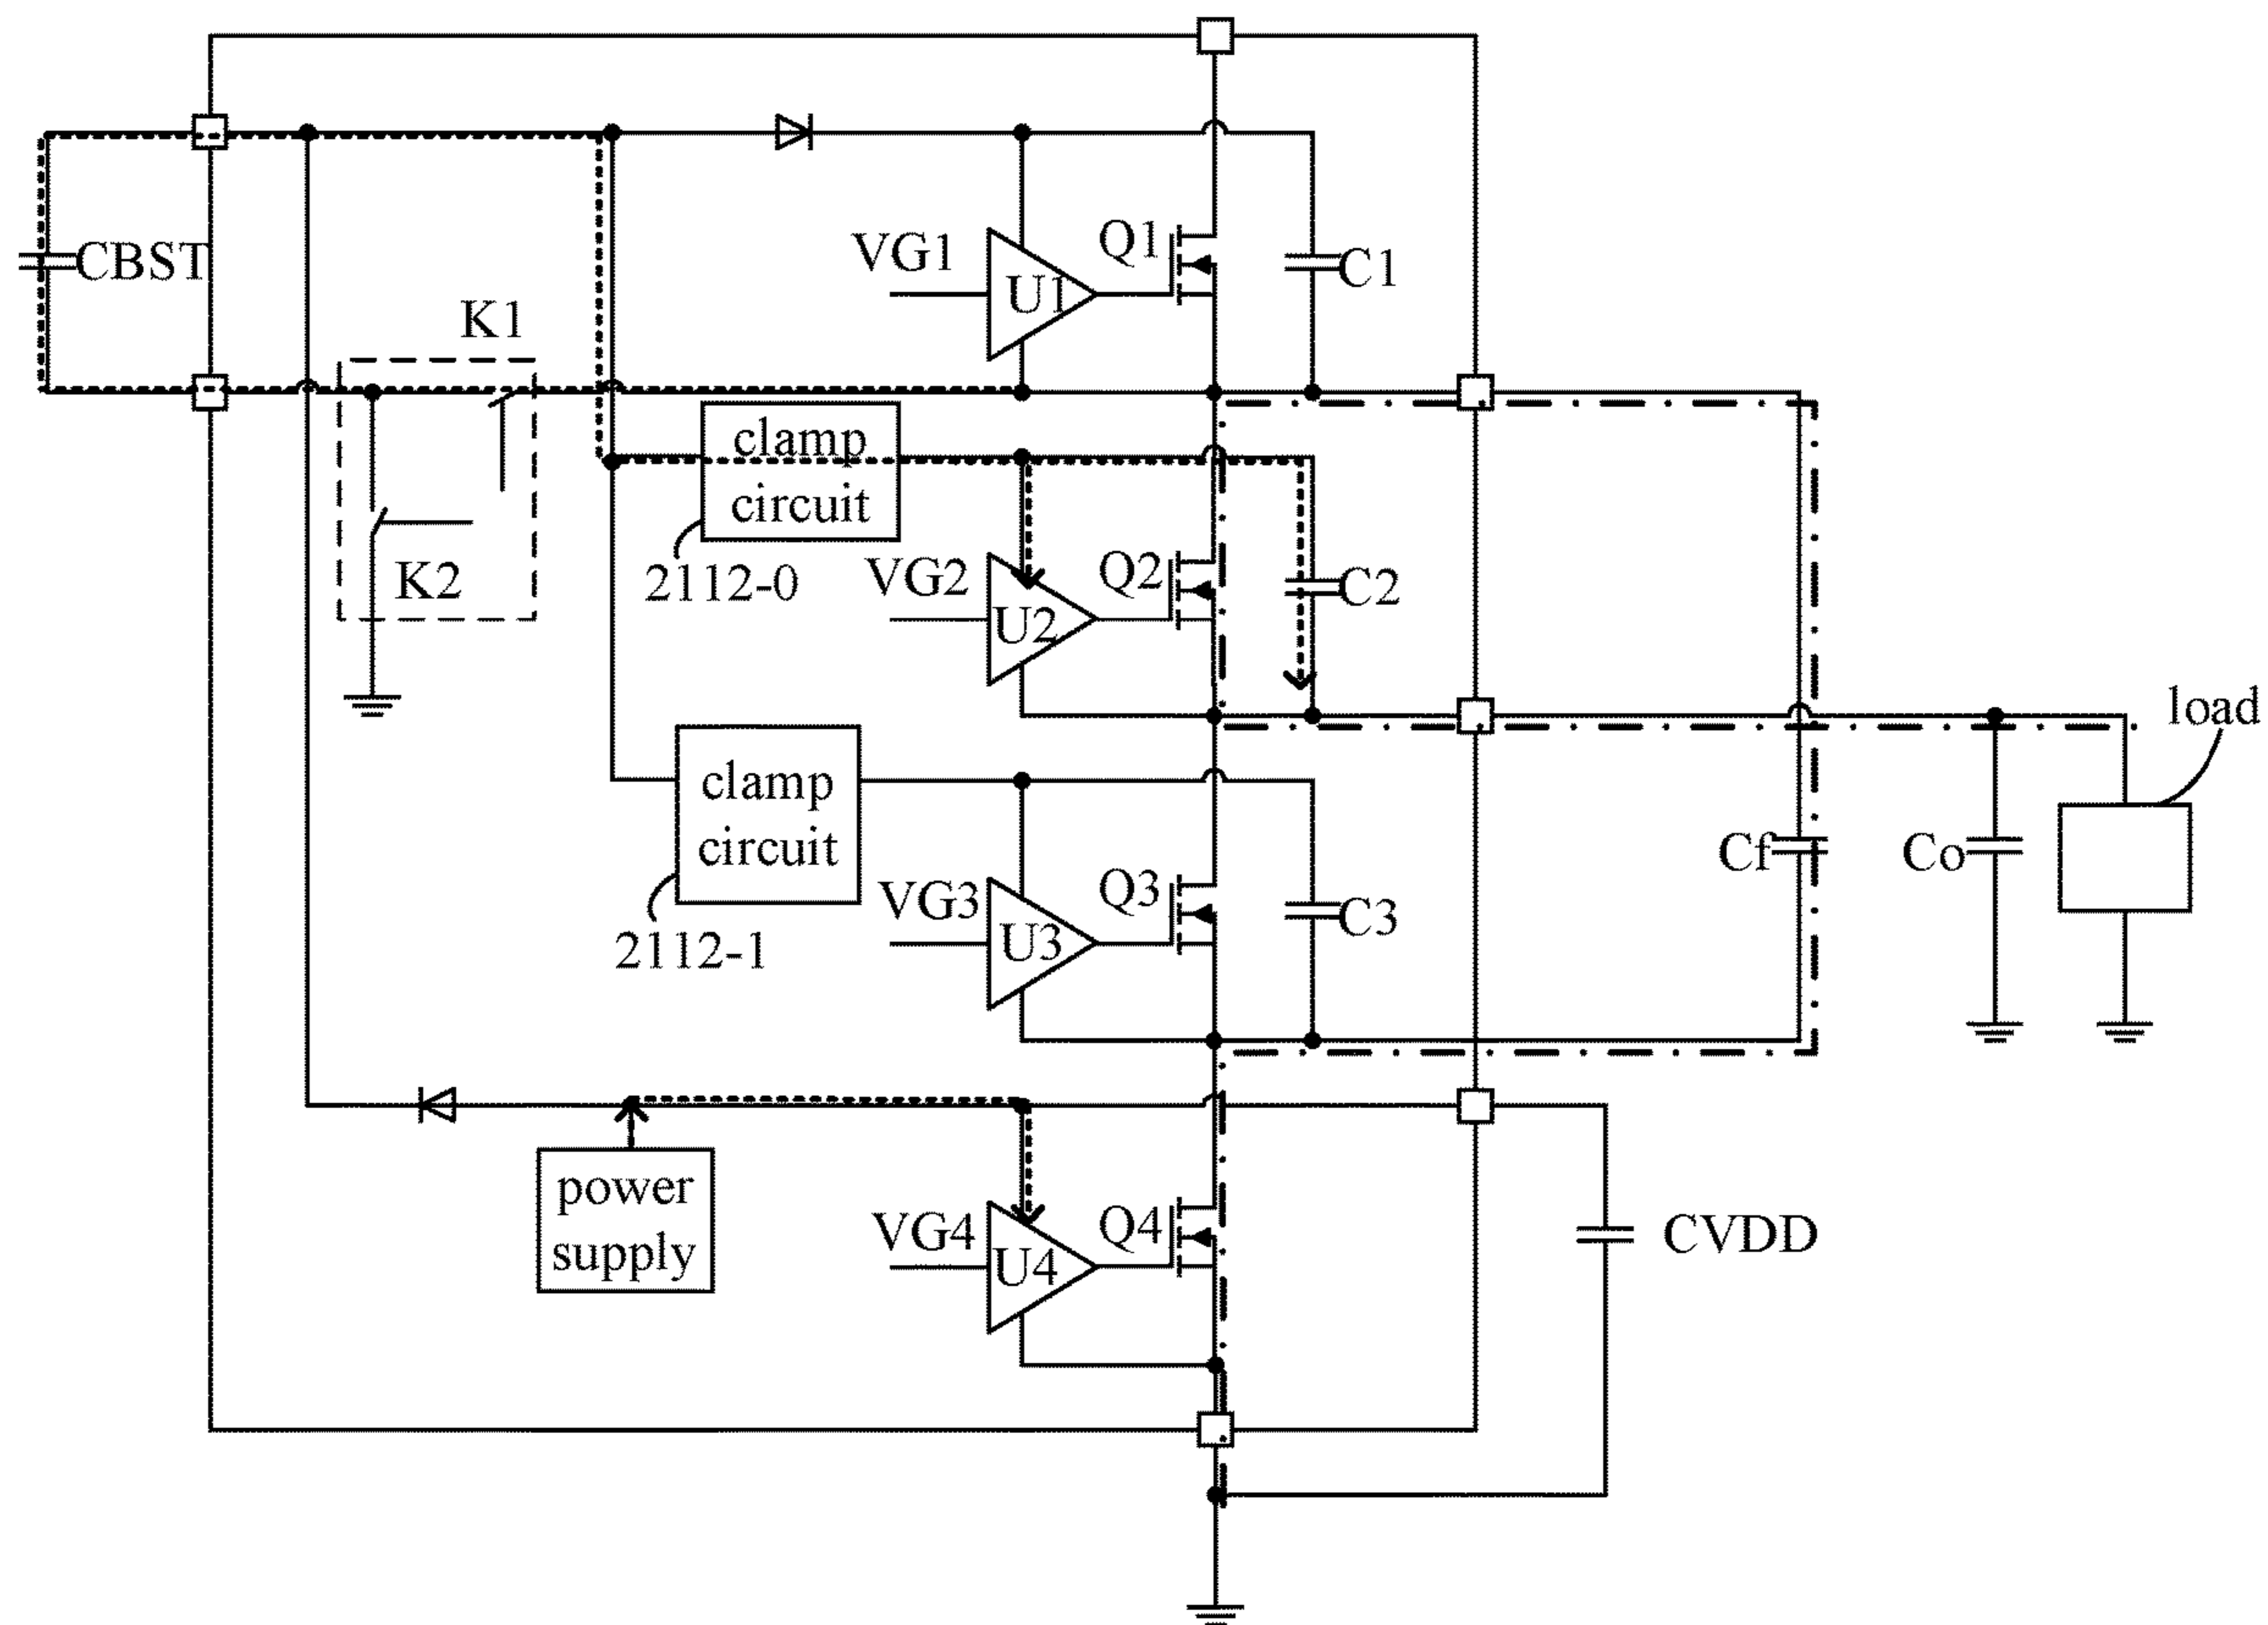 CBST
K1
K2
VG1
U1
Q1
C1
clamp
circuit
2112-0
VG2
U2
Q2
C2
clamp
circuit
2112-1
VG3
U3
Q3
C3
Cf
Co
load
power
supply
VG4
U4
Q4
CVDD